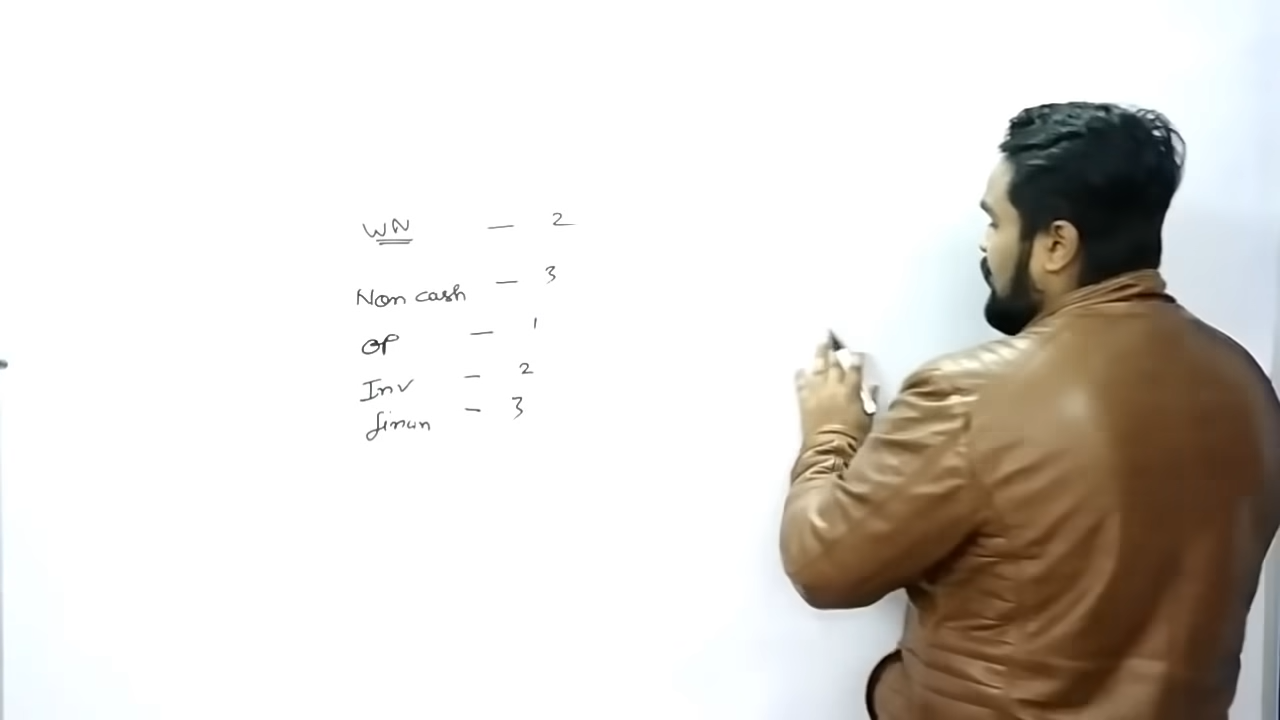 WN — 2
Non cash — 3
OP — 1
Inv — 2
finan — 3